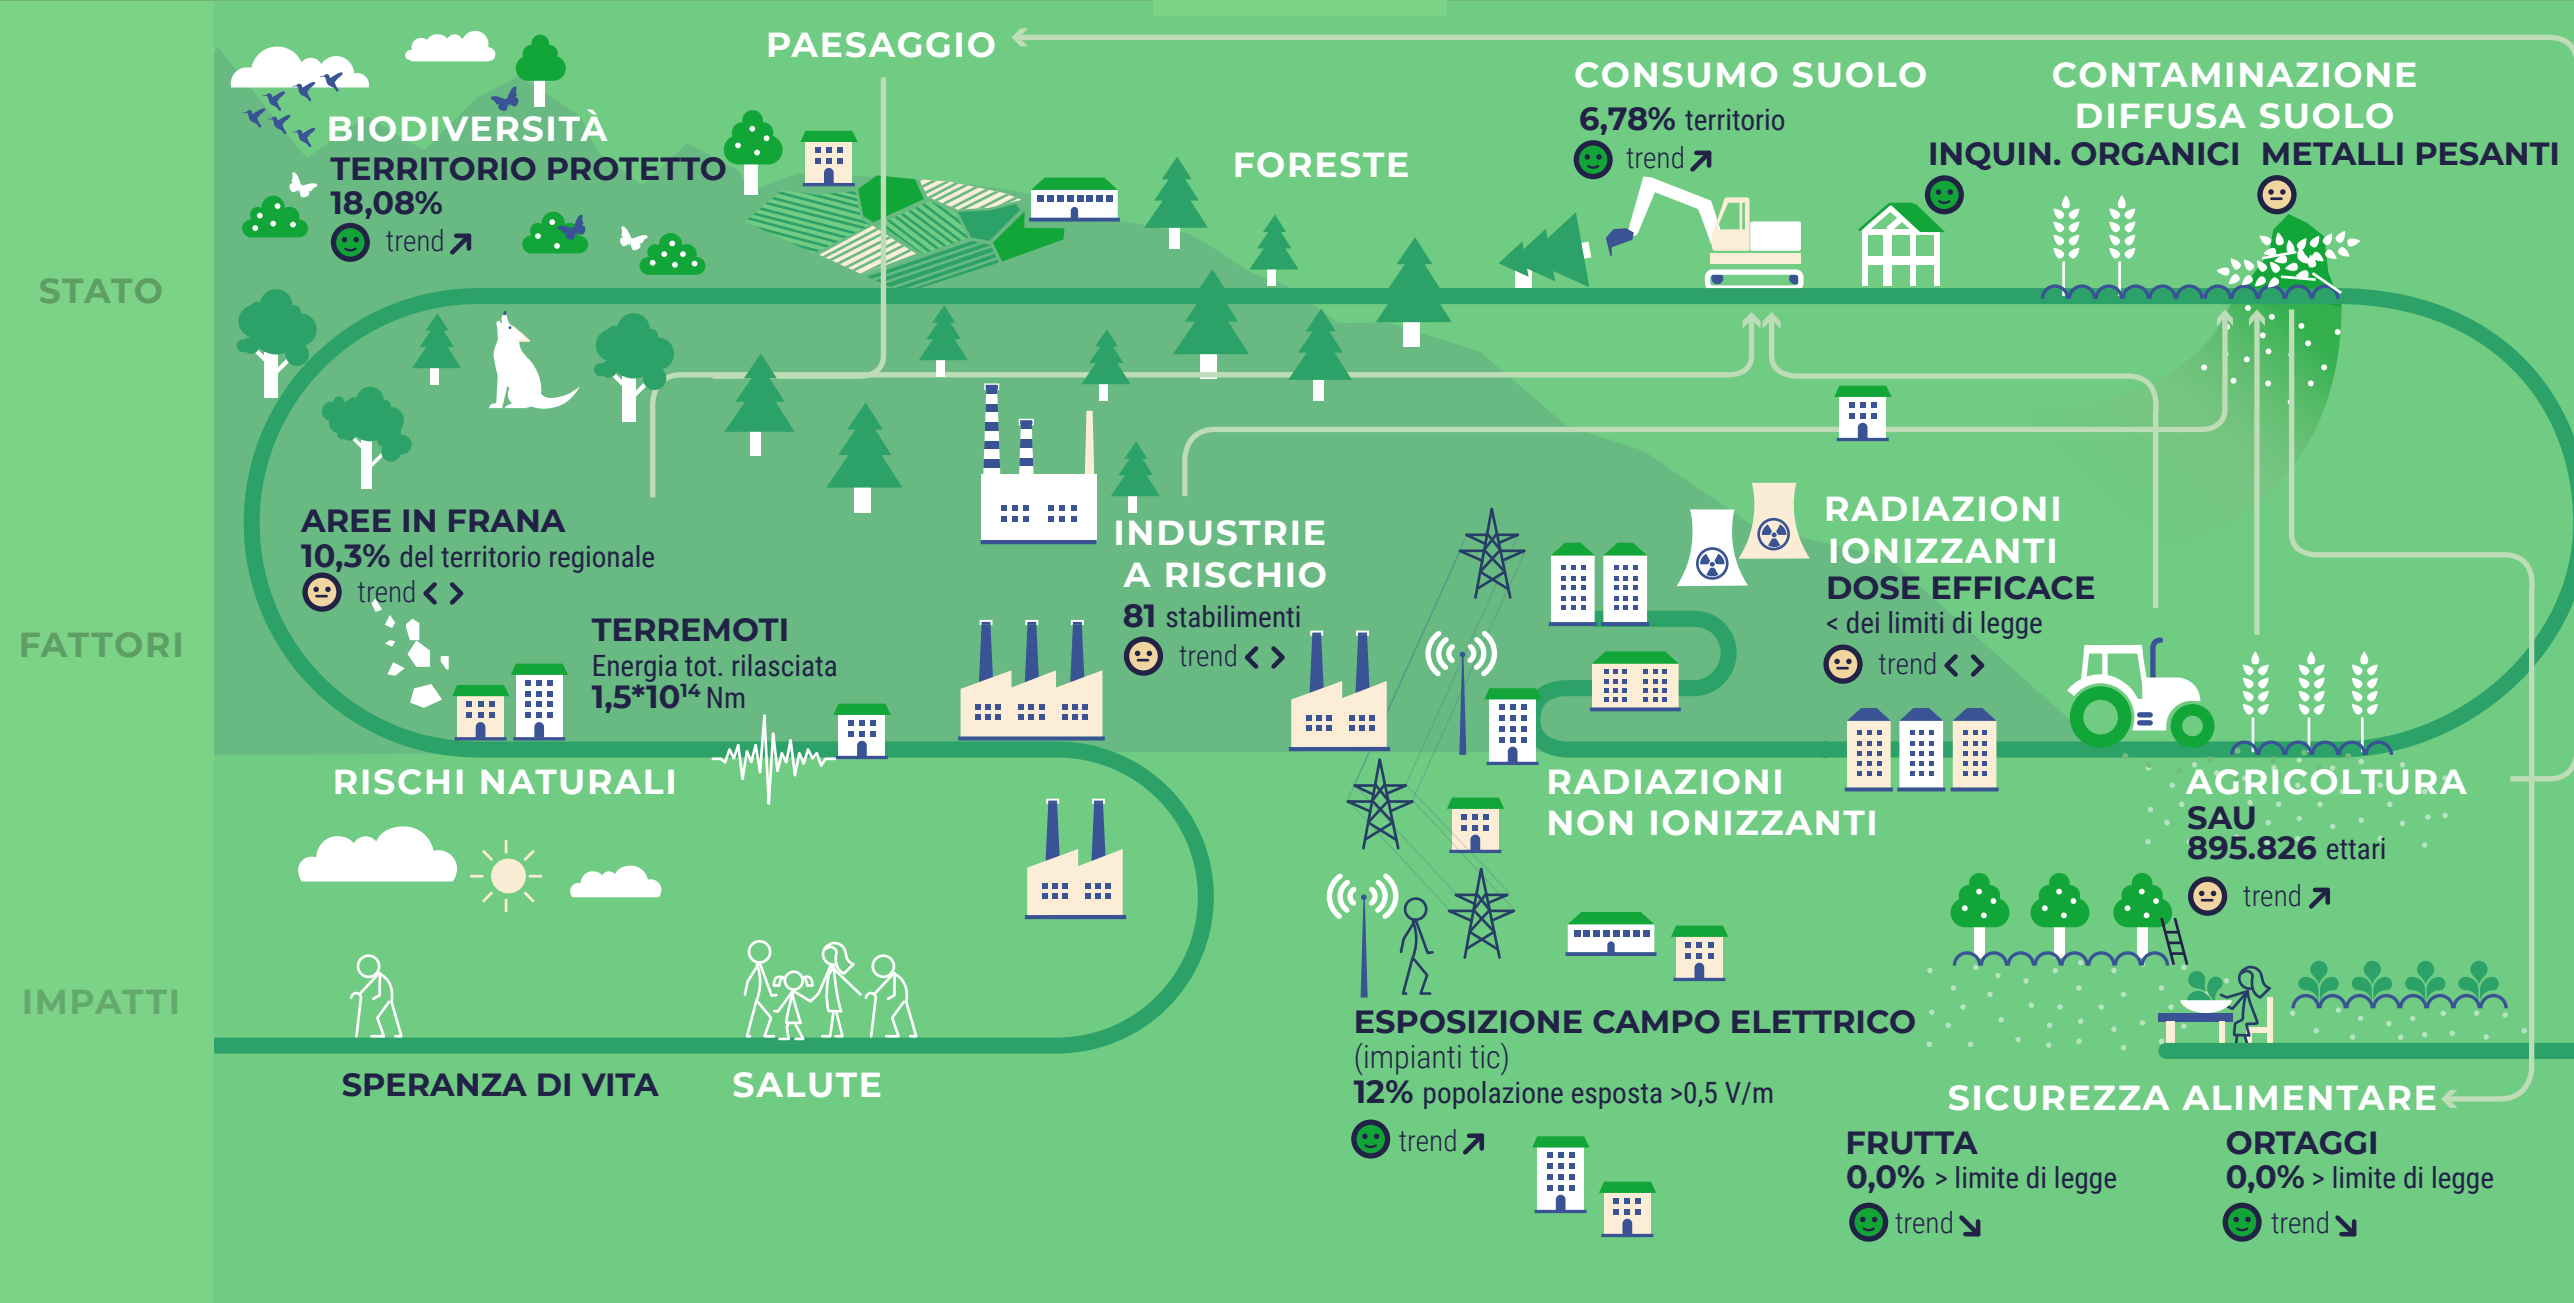 PAESAGGIO
BIODIVERSITÀ
TERRITORIO PROTETTO
18,08%
trend
FORESTE
CONSUMO SUOLO
6,78% territorio
trend
CONTAMINAZIONE
DIFFUSA SUOLO
INQUIN. ORGANICI METALLI PESANTI
STATO
AREE IN FRANA
10,3% del territorio regionale
trend
TERREMOTI
Energia tot. rilasciata
1,5*10¹⁴ Nm
INDUSTRIE
A RISCHIO
81 stabilimenti
trend
RADIAZIONI
IONIZZANTI
DOSE EFFICACE
< dei limiti di legge
trend
FATTORI
RISCHI NATURALI
RADIAZIONI
NON IONIZZANTI
AGRICOLTURA
SAU
895.826 ettari
trend
IMPATTI
SPERANZA DI VITA
SALUTE
ESPOSIZIONE CAMPO ELETTRICO
(impianti tic)
12% popolazione esposta >0,5 V/m
trend
SICUREZZA ALIMENTARE
FRUTTA
0,0% > limite di legge
trend
ORTAGGI
0,0% > limite di legge
trend